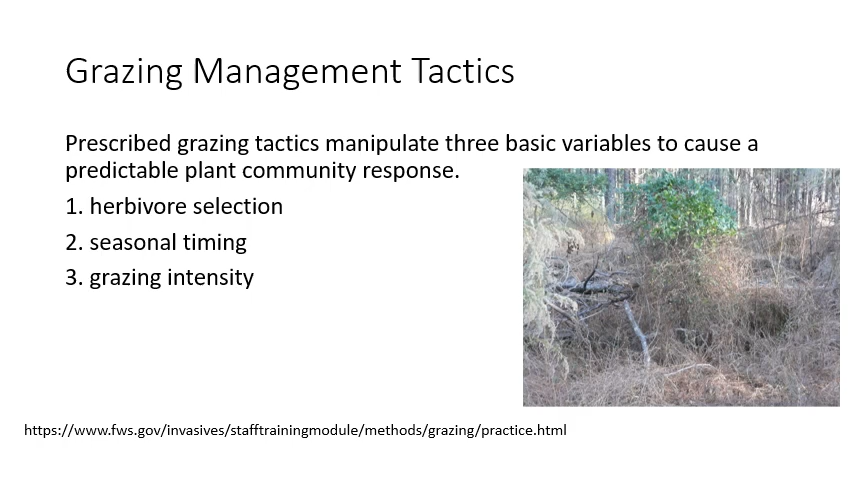 Grazing Management Tactics
Prescribed grazing tactics manipulate three basic variables to cause a
predictable plant community response.
1. herbivore selection
2. seasonal timing
3. grazing intensity
https://www.fws.gov/invasives/stafftrainingmodule/methods/grazing/practice.html